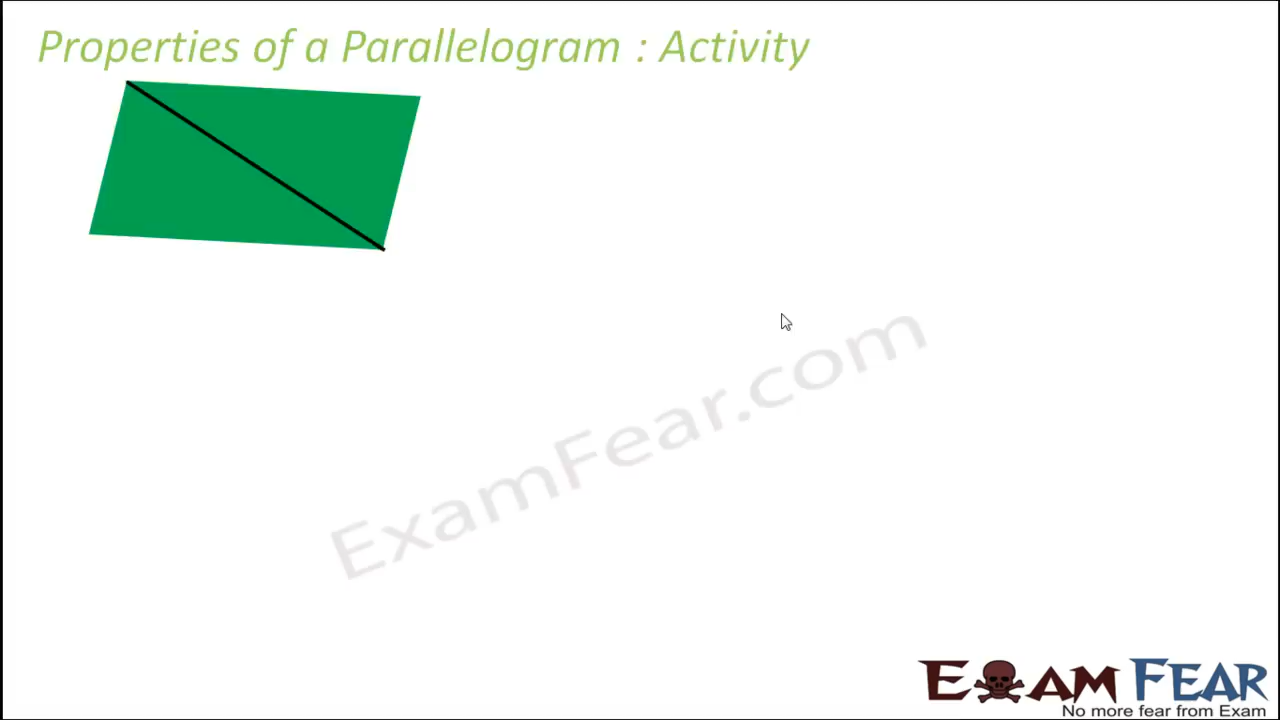 Properties of a Parallelogram : Activity
ExamFear.com
EXAM FEAR
No more fear from Exam